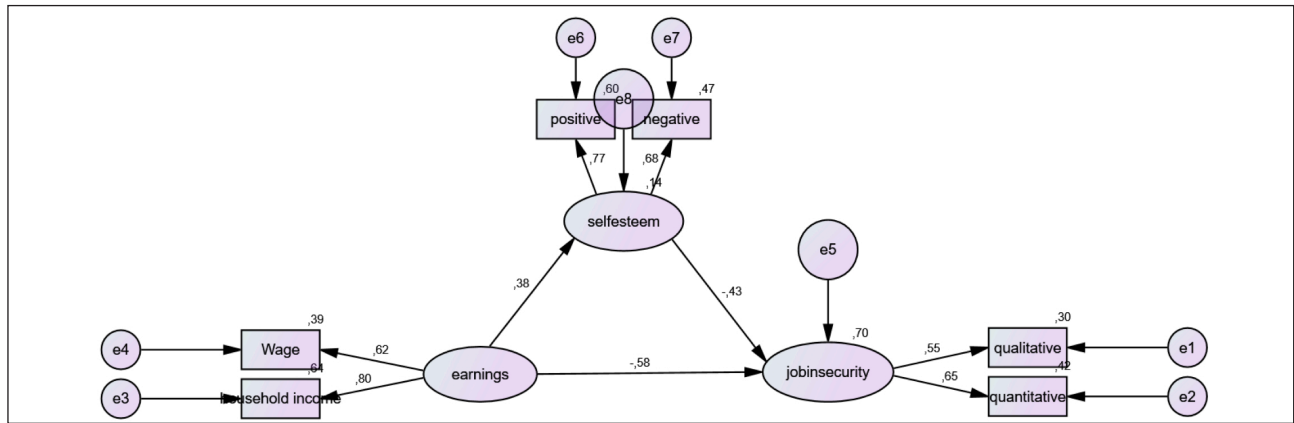 e6
e7
,60
e8
,47
positive
negative
,77
,68
,14
selfesteem
e5
,38
-,43
,39
,70
,30
e4
Wage
,62
,55
qualitative
e1
,64
earnings
-,58
jobinsecurity
,42
e3
household income
,80
,65
quantitative
e2